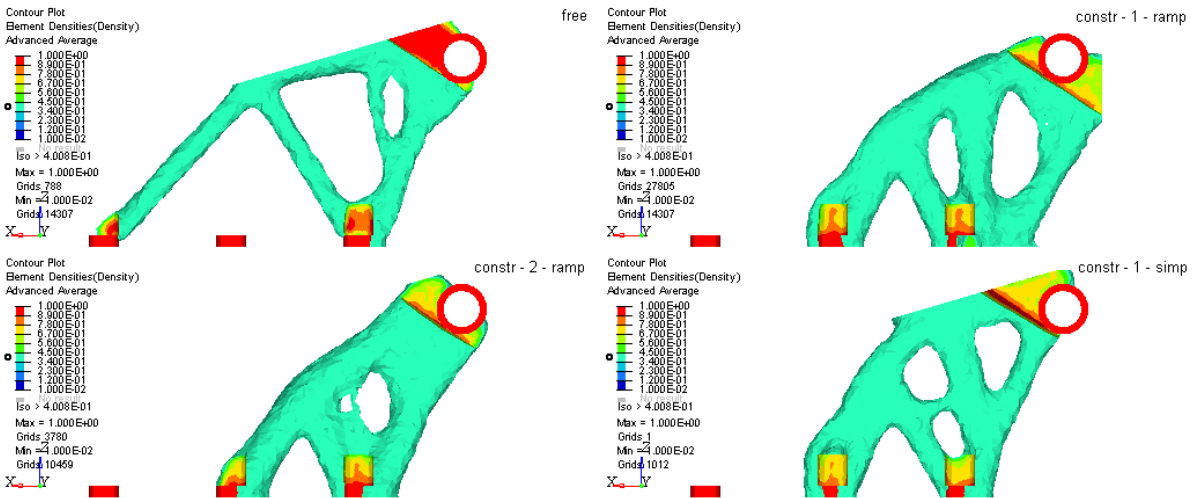 Contour Plot
Element Densities(Density)
Advanced Average
free
1.000E+00
8.900E-01
7.800E-01
6.700E-01
5.600E-01
4.500E-01
3.400E-01
2.300E-01
1.200E-01
1.000E-02
No result
Iso > 4.008E-01
Max = 1.000E+00
Grids 788
Min = 1.000E-02
Grids 14307
Z
X
Y
Contour Plot
Element Densities(Density)
Advanced Average
constr - 1 - ramp
1.000E+00
8.900E-01
7.800E-01
6.700E-01
5.600E-01
4.500E-01
3.400E-01
2.300E-01
1.200E-01
1.000E-02
No result
Iso > 4.008E-01
Max = 1.000E+00
Grids 27805
Min = 1.000E-02
Grids 14307
Z
X
Y
Contour Plot
Element Densities(Density)
Advanced Average
constr - 2 - ramp
1.000E+00
8.900E-01
7.800E-01
6.700E-01
5.600E-01
4.500E-01
3.400E-01
2.300E-01
1.200E-01
1.000E-02
No result
Iso > 4.008E-01
Max = 1.000E+00
Grids 3780
Min = 1.000E-02
Grids 10459
Z
X
Y
Contour Plot
Element Densities(Density)
Advanced Average
constr - 1 - simp
1.000E+00
8.900E-01
7.800E-01
6.700E-01
5.600E-01
4.500E-01
3.400E-01
2.300E-01
1.200E-01
1.000E-02
No result
Iso > 4.008E-01
Max = 1.000E+00
Grids 1
Min = 1.000E-02
Grids 1012
Z
X
Y